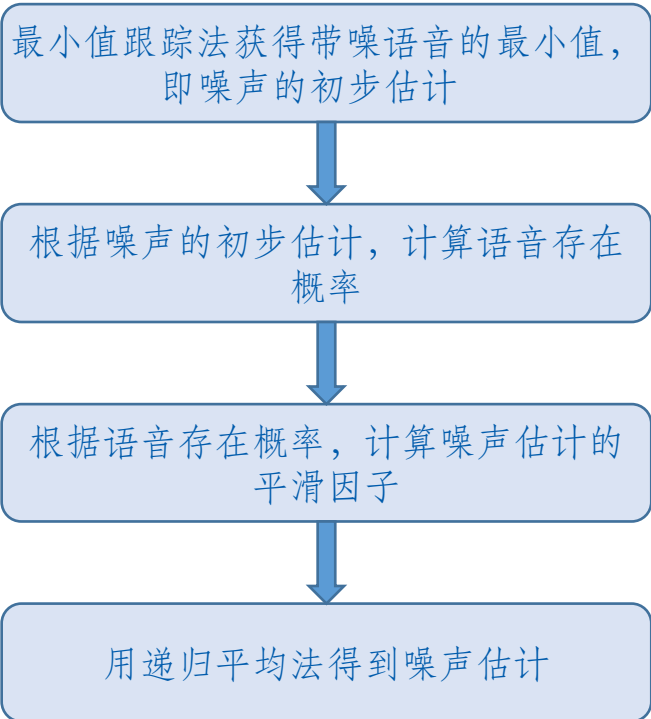 最小值跟踪法获得带噪语音的最小值，
即噪声的初步估计
根据噪声的初步估计，计算语音存在
概率
根据语音存在概率，计算噪声估计的
平滑因子
用递归平均法得到噪声估计